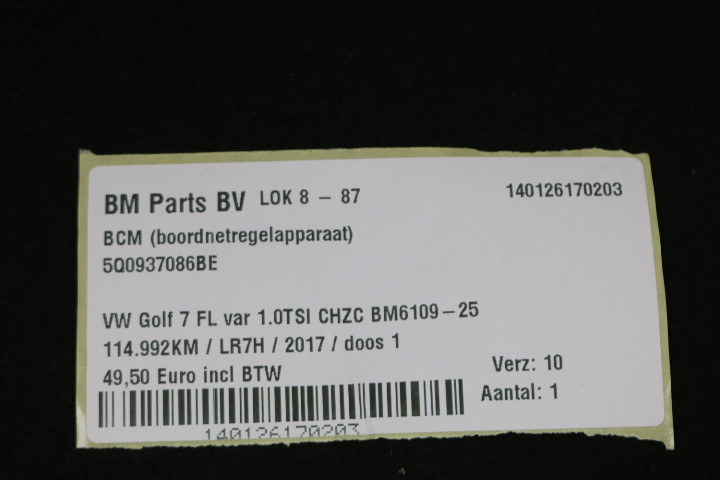 BM Parts BV LOK 8 - 87 140126170203
BCM (boordnetregelapparaat)
5Q0937086BE
VW Golf 7 FL var 1.0TSI CHZC BM6109-25
114.992KM / LR7H / 2017 / doos 1
49,50 Euro incl BTW
Verz: 10
Aantal: 1
140126170203